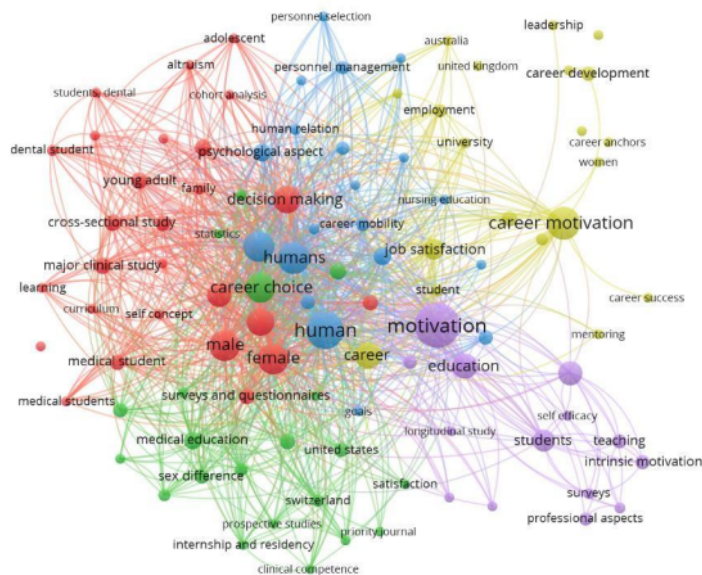 personnel selection
leadership
adolescent
australia
altruism
personnel management
united kingdom
career development
students, dental
cohort analysis
employment
human relation
university
career anchors
dental student
psychological aspect
women
young adult
family
decision making
nursing education
cross-sectional study
statistics
career mobility
career motivation
humans
job satisfaction
major clinical study
career choice
student
learning
career success
curriculum
self concept
human
motivation
mentoring
male
female
career
medical student
education
medical students
surveys and questionnaires
goals
self efficacy
longitudinal study
medical education
united states
students
teaching
intrinsic motivation
sex difference
satisfaction
switzerland
surveys
prospective studies
priority journal
professional aspects
internship and residency
clinical competence